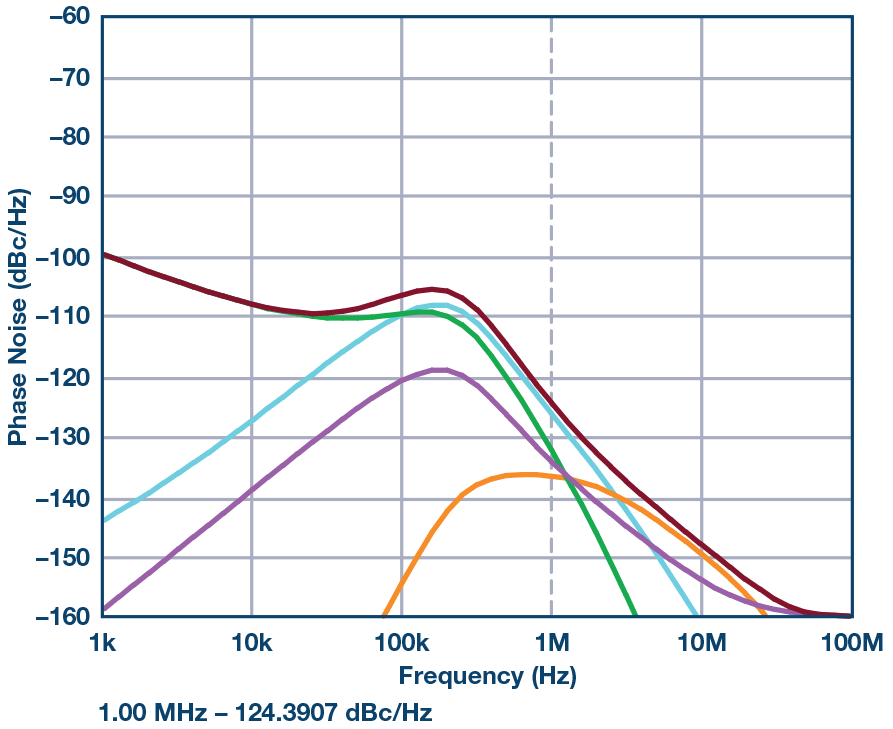 –60
–70
–80
–90
–100
–110
–120
–130
–140
–150
–160
Phase Noise (dBc/Hz)
1k 10k 100k 1M 10M 100M
Frequency (Hz)
1.00 MHz – 124.3907 dBc/Hz